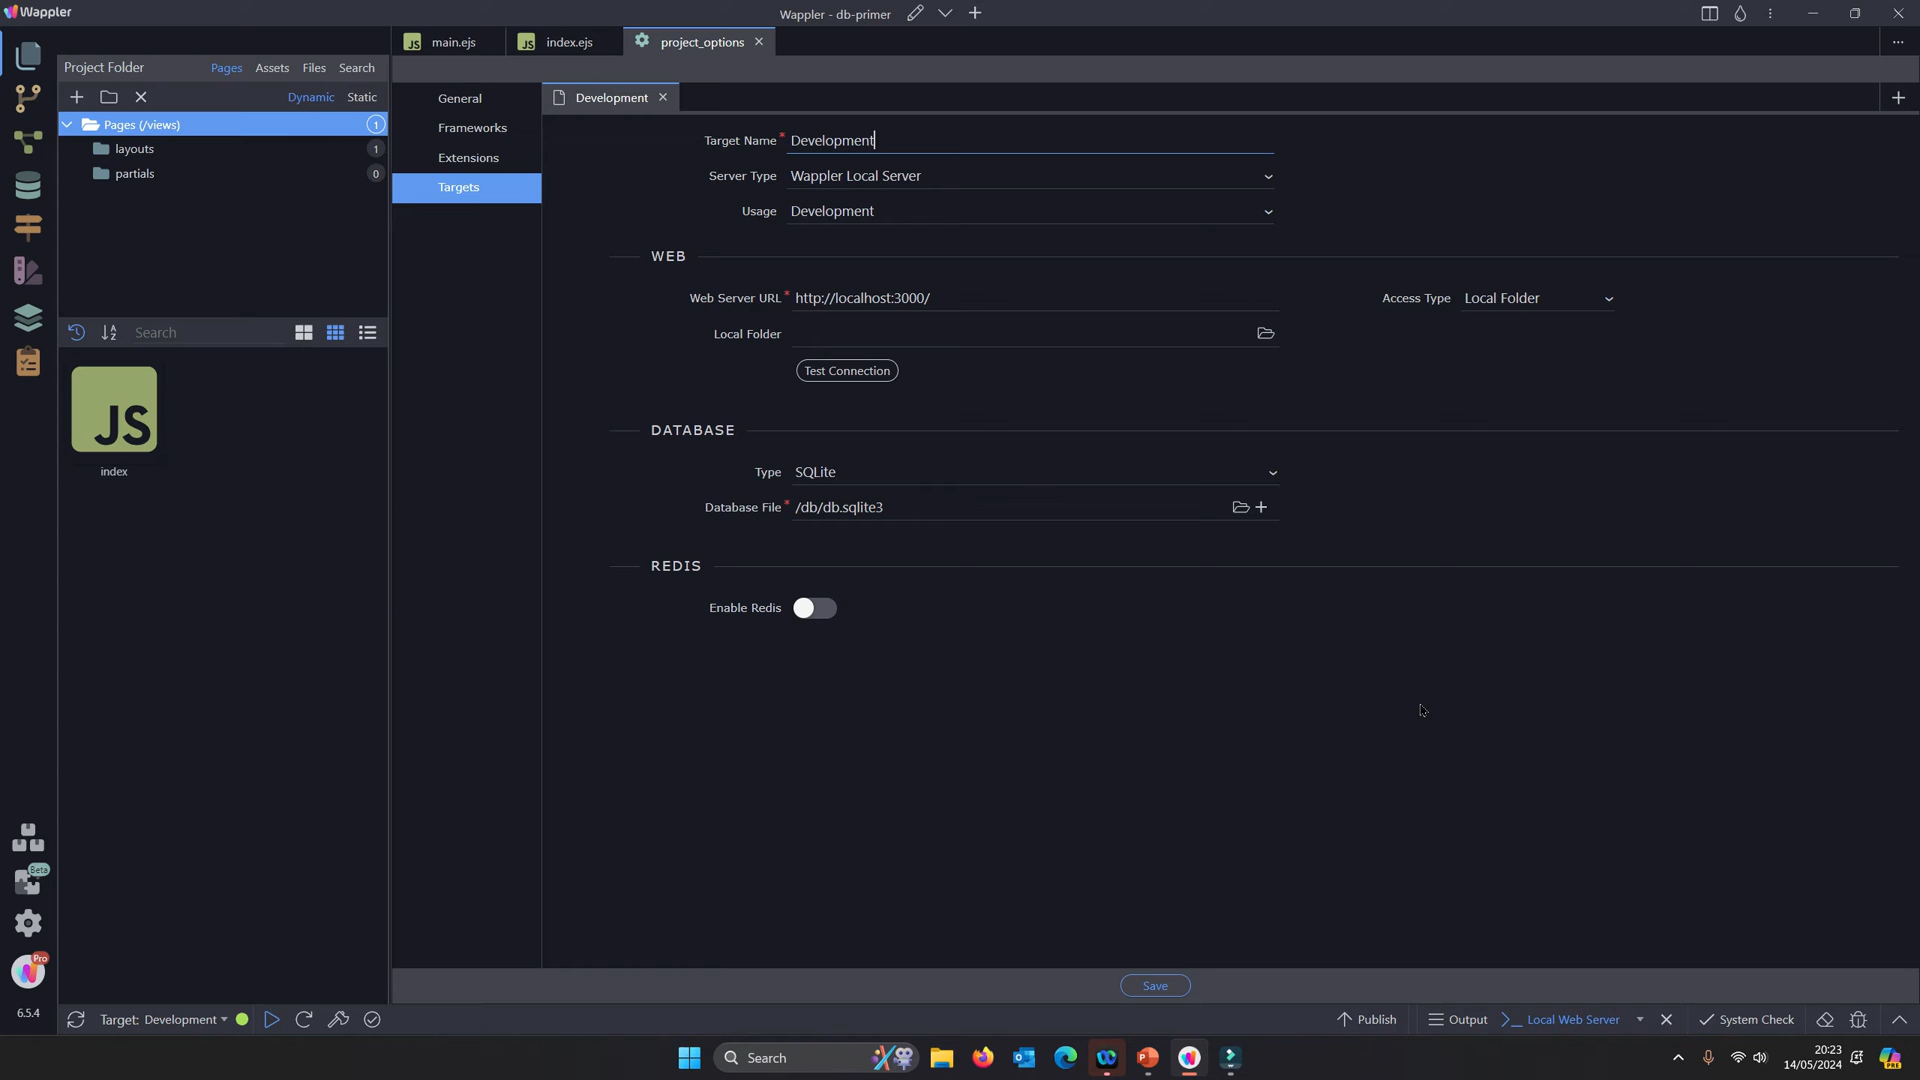 Wappler
Wappler - db-primer
main.ejs
index.ejs
project_options
Project Folder
Pages
Assets
Files
Search
Dynamic
Static
Pages (/views)
1
layouts
1
partials
0
Search
JS
index
General
Frameworks
Extensions
Targets
Development
Target Name * Development
Server Type Wappler Local Server
Usage Development
WEB
Web Server URL * http://localhost:3000/
Access Type Local Folder
Local Folder
Test Connection
DATABASE
Type SQLite
Database File * /db/db.sqlite3
REDIS
Enable Redis
Save
Beta
Pro
6.5.4
Target: Development
Publish
Output
Local Web Server
System Check
Search
20:23
14/05/2024
PRE